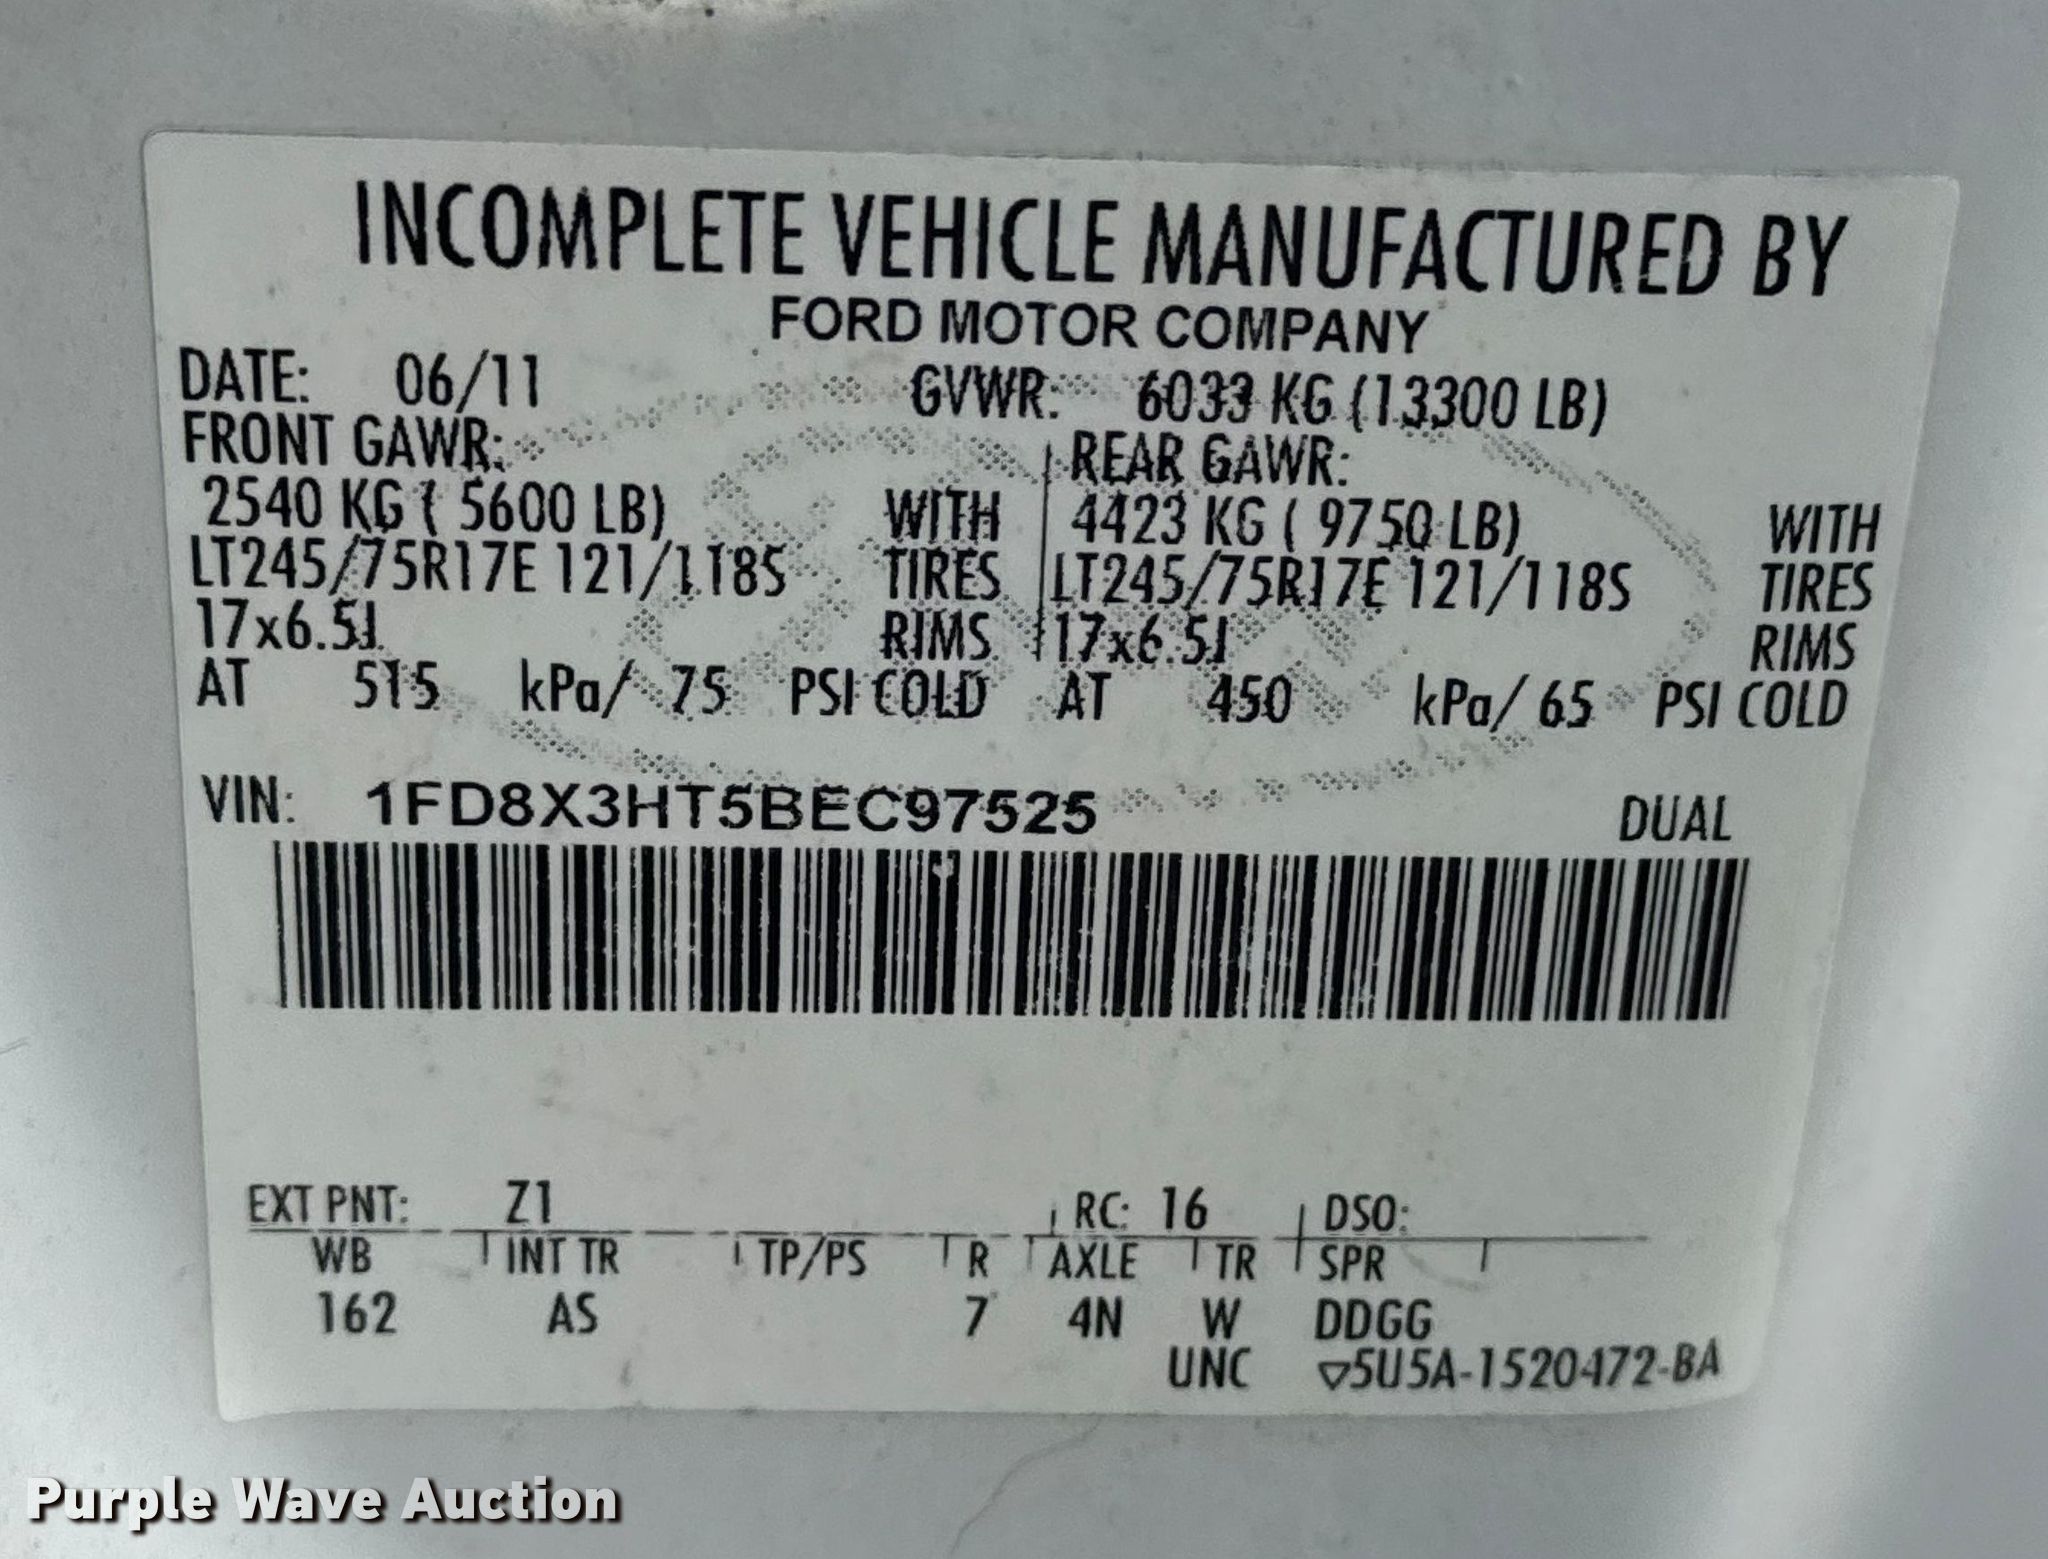 INCOMPLETE VEHICLE MANUFACTURED BY
FORD MOTOR COMPANY
DATE: 06/11 GVWR: 6033 KG (13300 LB)
FRONT GAWR: REAR GAWR:
2540 KG ( 5600 LB) WITH 4423 KG ( 9750 LB) WITH
LT245/75R17E 121/118S TIRES LT245/75R17E 121/118S TIRES
17x6.5J RIMS 17x6.5J RIMS
AT 515 kPa/ 75 PSI COLD AT 450 kPa/ 65 PSI COLD
VIN: 1FD8X3HT5BEC97525 DUAL
EXT PNT: Z1 RC: 16 DSO:
WB INT TR TP/PS R AXLE TR SPR
162 AS 7 4N W DDGG
UNC ▽5U5A-1520472-BA
Purple Wave Auction